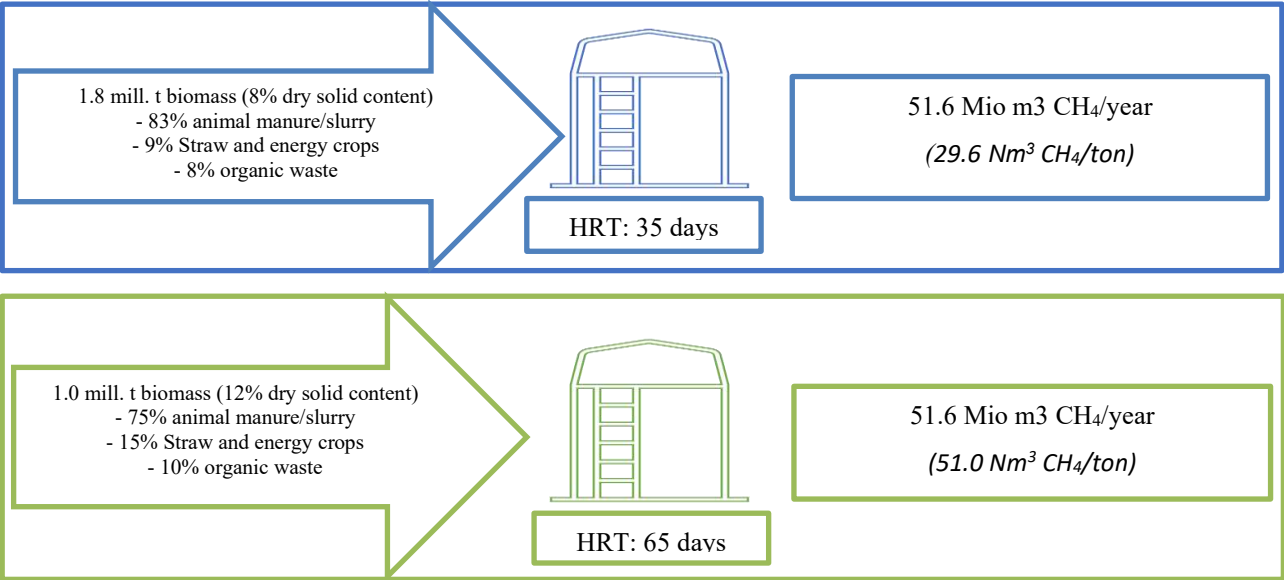 1.8 mill. t biomass (8% dry solid content)
- 83% animal manure/slurry
- 9% Straw and energy crops
- 8% organic waste
HRT: 35 days
51.6 Mio m3 CH₄/year
(29.6 Nm³ CH₄/ton)
1.0 mill. t biomass (12% dry solid content)
- 75% animal manure/slurry
- 15% Straw and energy crops
- 10% organic waste
HRT: 65 days
51.6 Mio m3 CH₄/year
(51.0 Nm³ CH₄/ton)